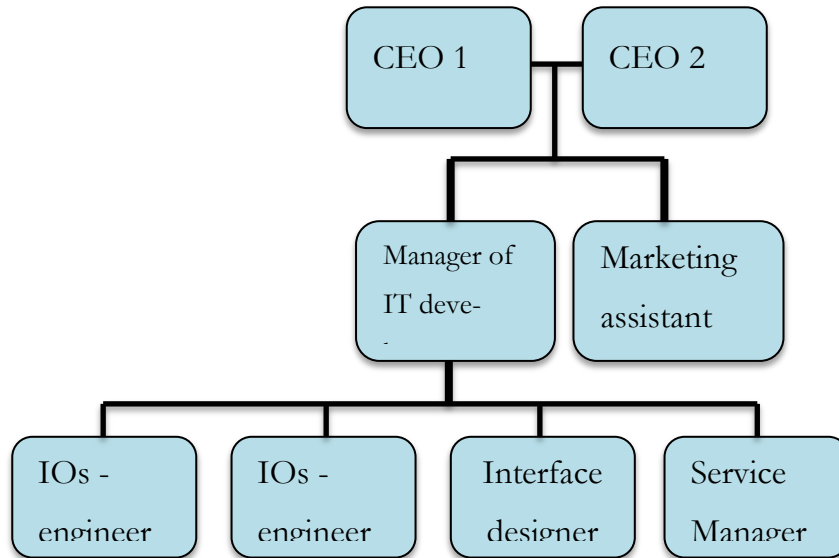 CEO 1
CEO 2
Manager of
IT deve-
Marketing
assistant
IOs -
engineer
IOs -
engineer
Interface
designer
Service
Manager